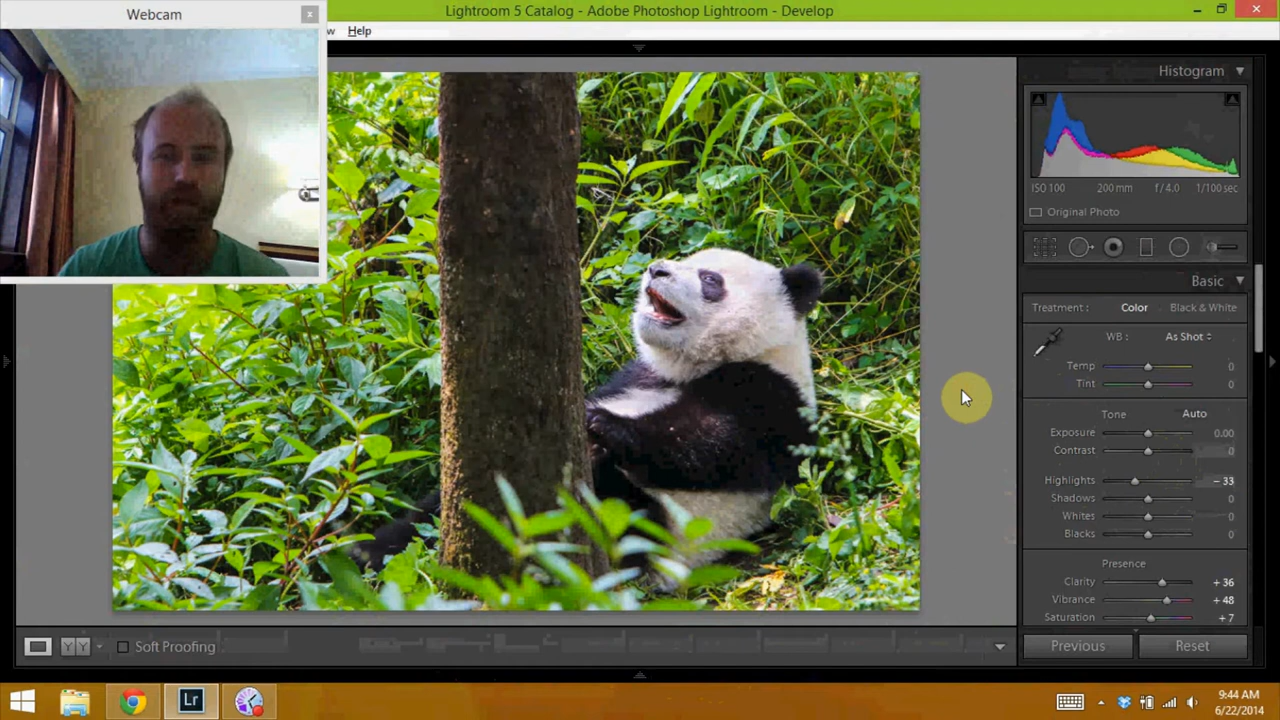 Webcam x
Lightroom 5 Catalog - Adobe Photoshop Lightroom - Develop
Help
Histogram
ISO 100 200 mm f / 4.0 1/100 sec
Original Photo
Basic
Treatment : Color Black & White
WB : As Shot
Temp 0
Tint 0
Tone Auto
Exposure 0.00
Contrast 0
Highlights – 33
Shadows 0
Whites 0
Blacks 0
Presence
Clarity + 36
Vibrance + 48
Saturation + 7
YY Soft Proofing
Previous Reset
Lr
9:44 AM
6/22/2014